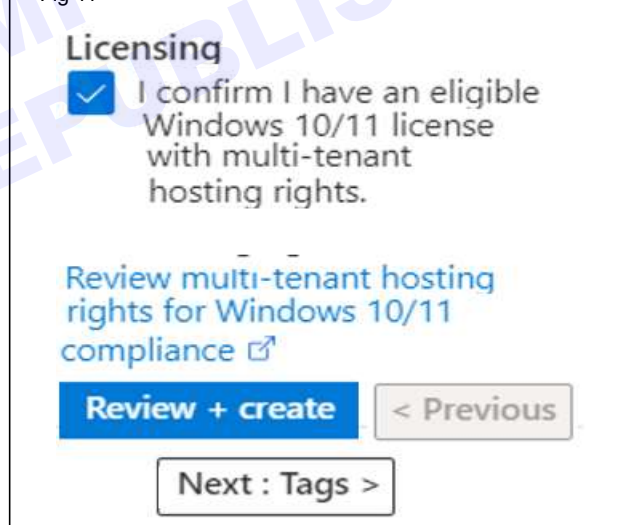 Licensing
I confirm I have an eligible
Windows 10/11 license
with multi-tenant
hosting rights.
Review multi-tenant hosting
rights for Windows 10/11
compliance
Review + create
< Previous
Next : Tags >